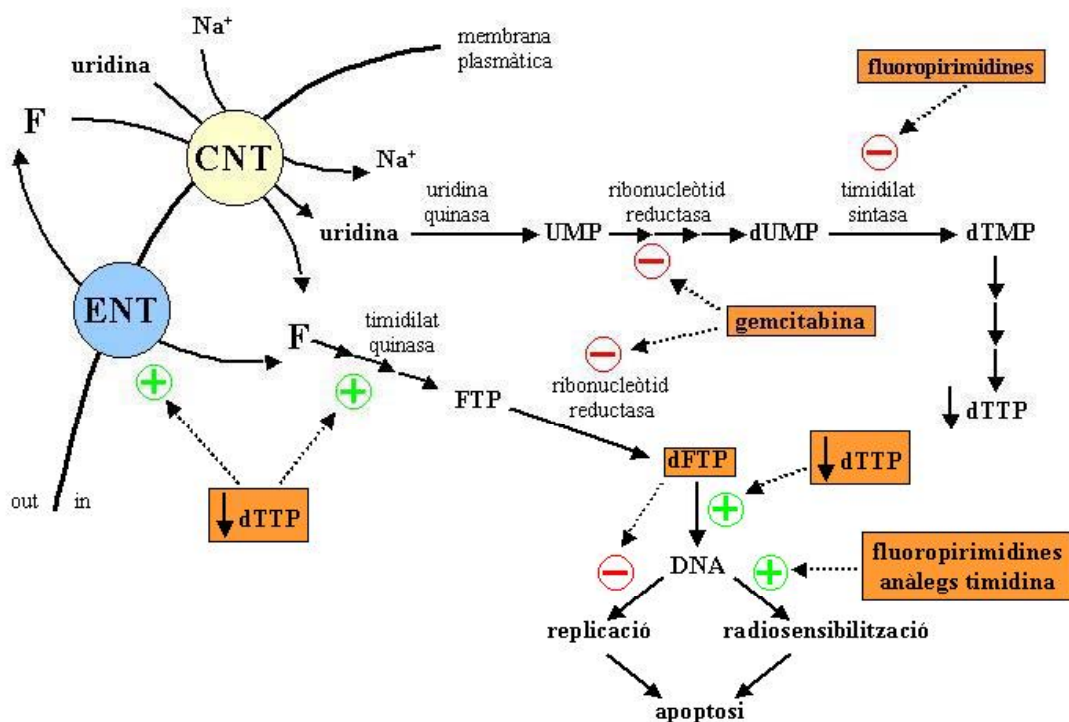 Na⁺
uridina
membrana
plasmàtica
fluoropirimidines
F
CNT
Na⁺
uridina
quinasa
ribonucleòtid
reductasa
timidilat
sintasa
uridina
UMP
dUMP
dTMP
ENT
gemcitabina
F
timidilat
quinasa
ribonucleòtid
reductasa
FTP
dTTP
dFTP
dTTP
out
in
dTTP
DNA
fluoropirimidines
anàlegs timidina
replicació
radiosensibilització
apoptosi